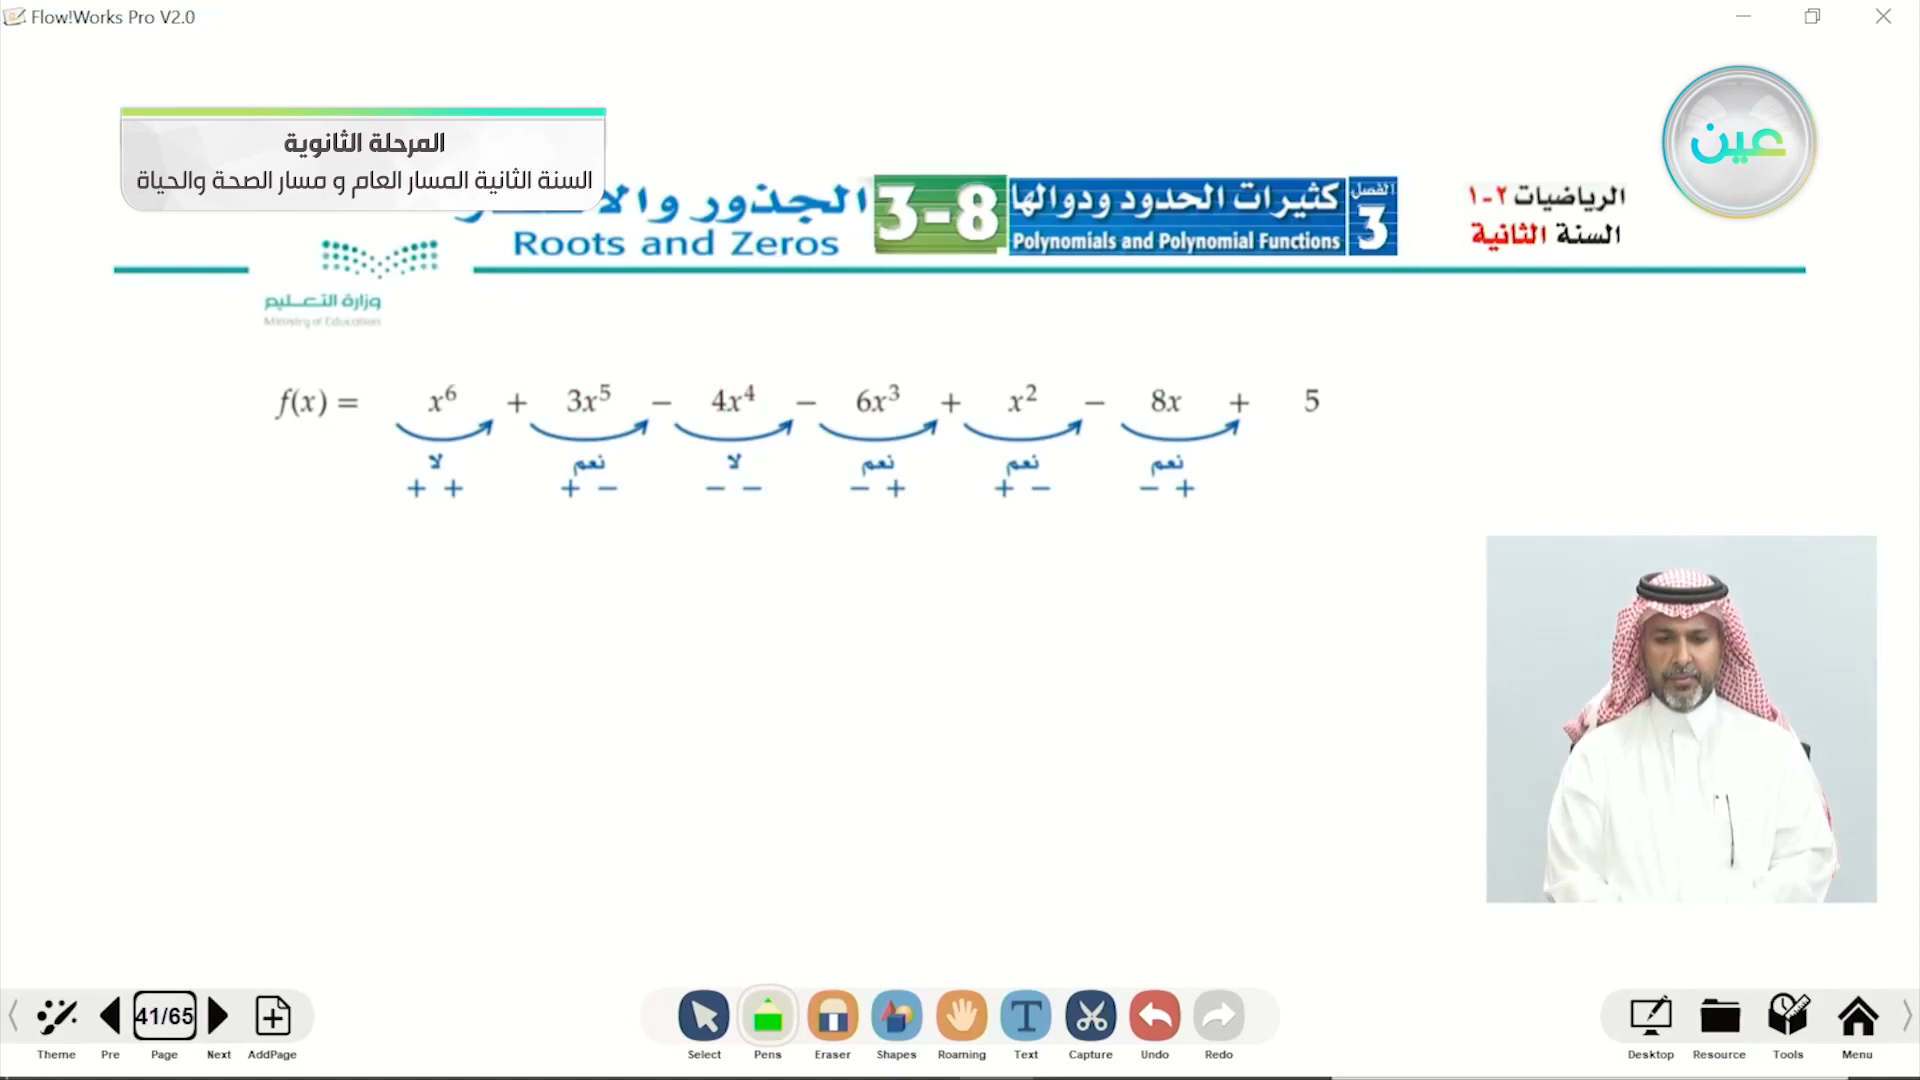 Flow!Works Pro V2.0
عين
المرحلة الثانوية
السنة الثانية المسار العام و مسار الصحة والحياة
الرياضيات ٢-١
السنة الثانية
الفصل 3
كثيرات الحدود ودوالها
Polynomials and Polynomial Functions
3-8
الجذور
Roots and Zeros
وزارة التعليم
Ministry of Education
f(x) = x⁶ + 3x⁵ − 4x⁴ − 6x³ + x² − 8x + 5
لا نعم لا نعم نعم نعم
+ + + − − − − + + − − +
41/65
Theme Pre Page Next AddPage
T
Select Pens Eraser Shapes Roaming Text Capture Undo Redo
Desktop Resource Tools Menu